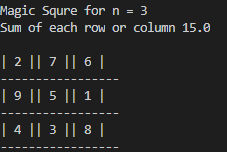 Magic Squre for n = 3
Sum of each row or column 15.0
| 2 || 7 || 6 |
-------------------
| 9 || 5 || 1 |
-------------------
| 4 || 3 || 8 |
-------------------